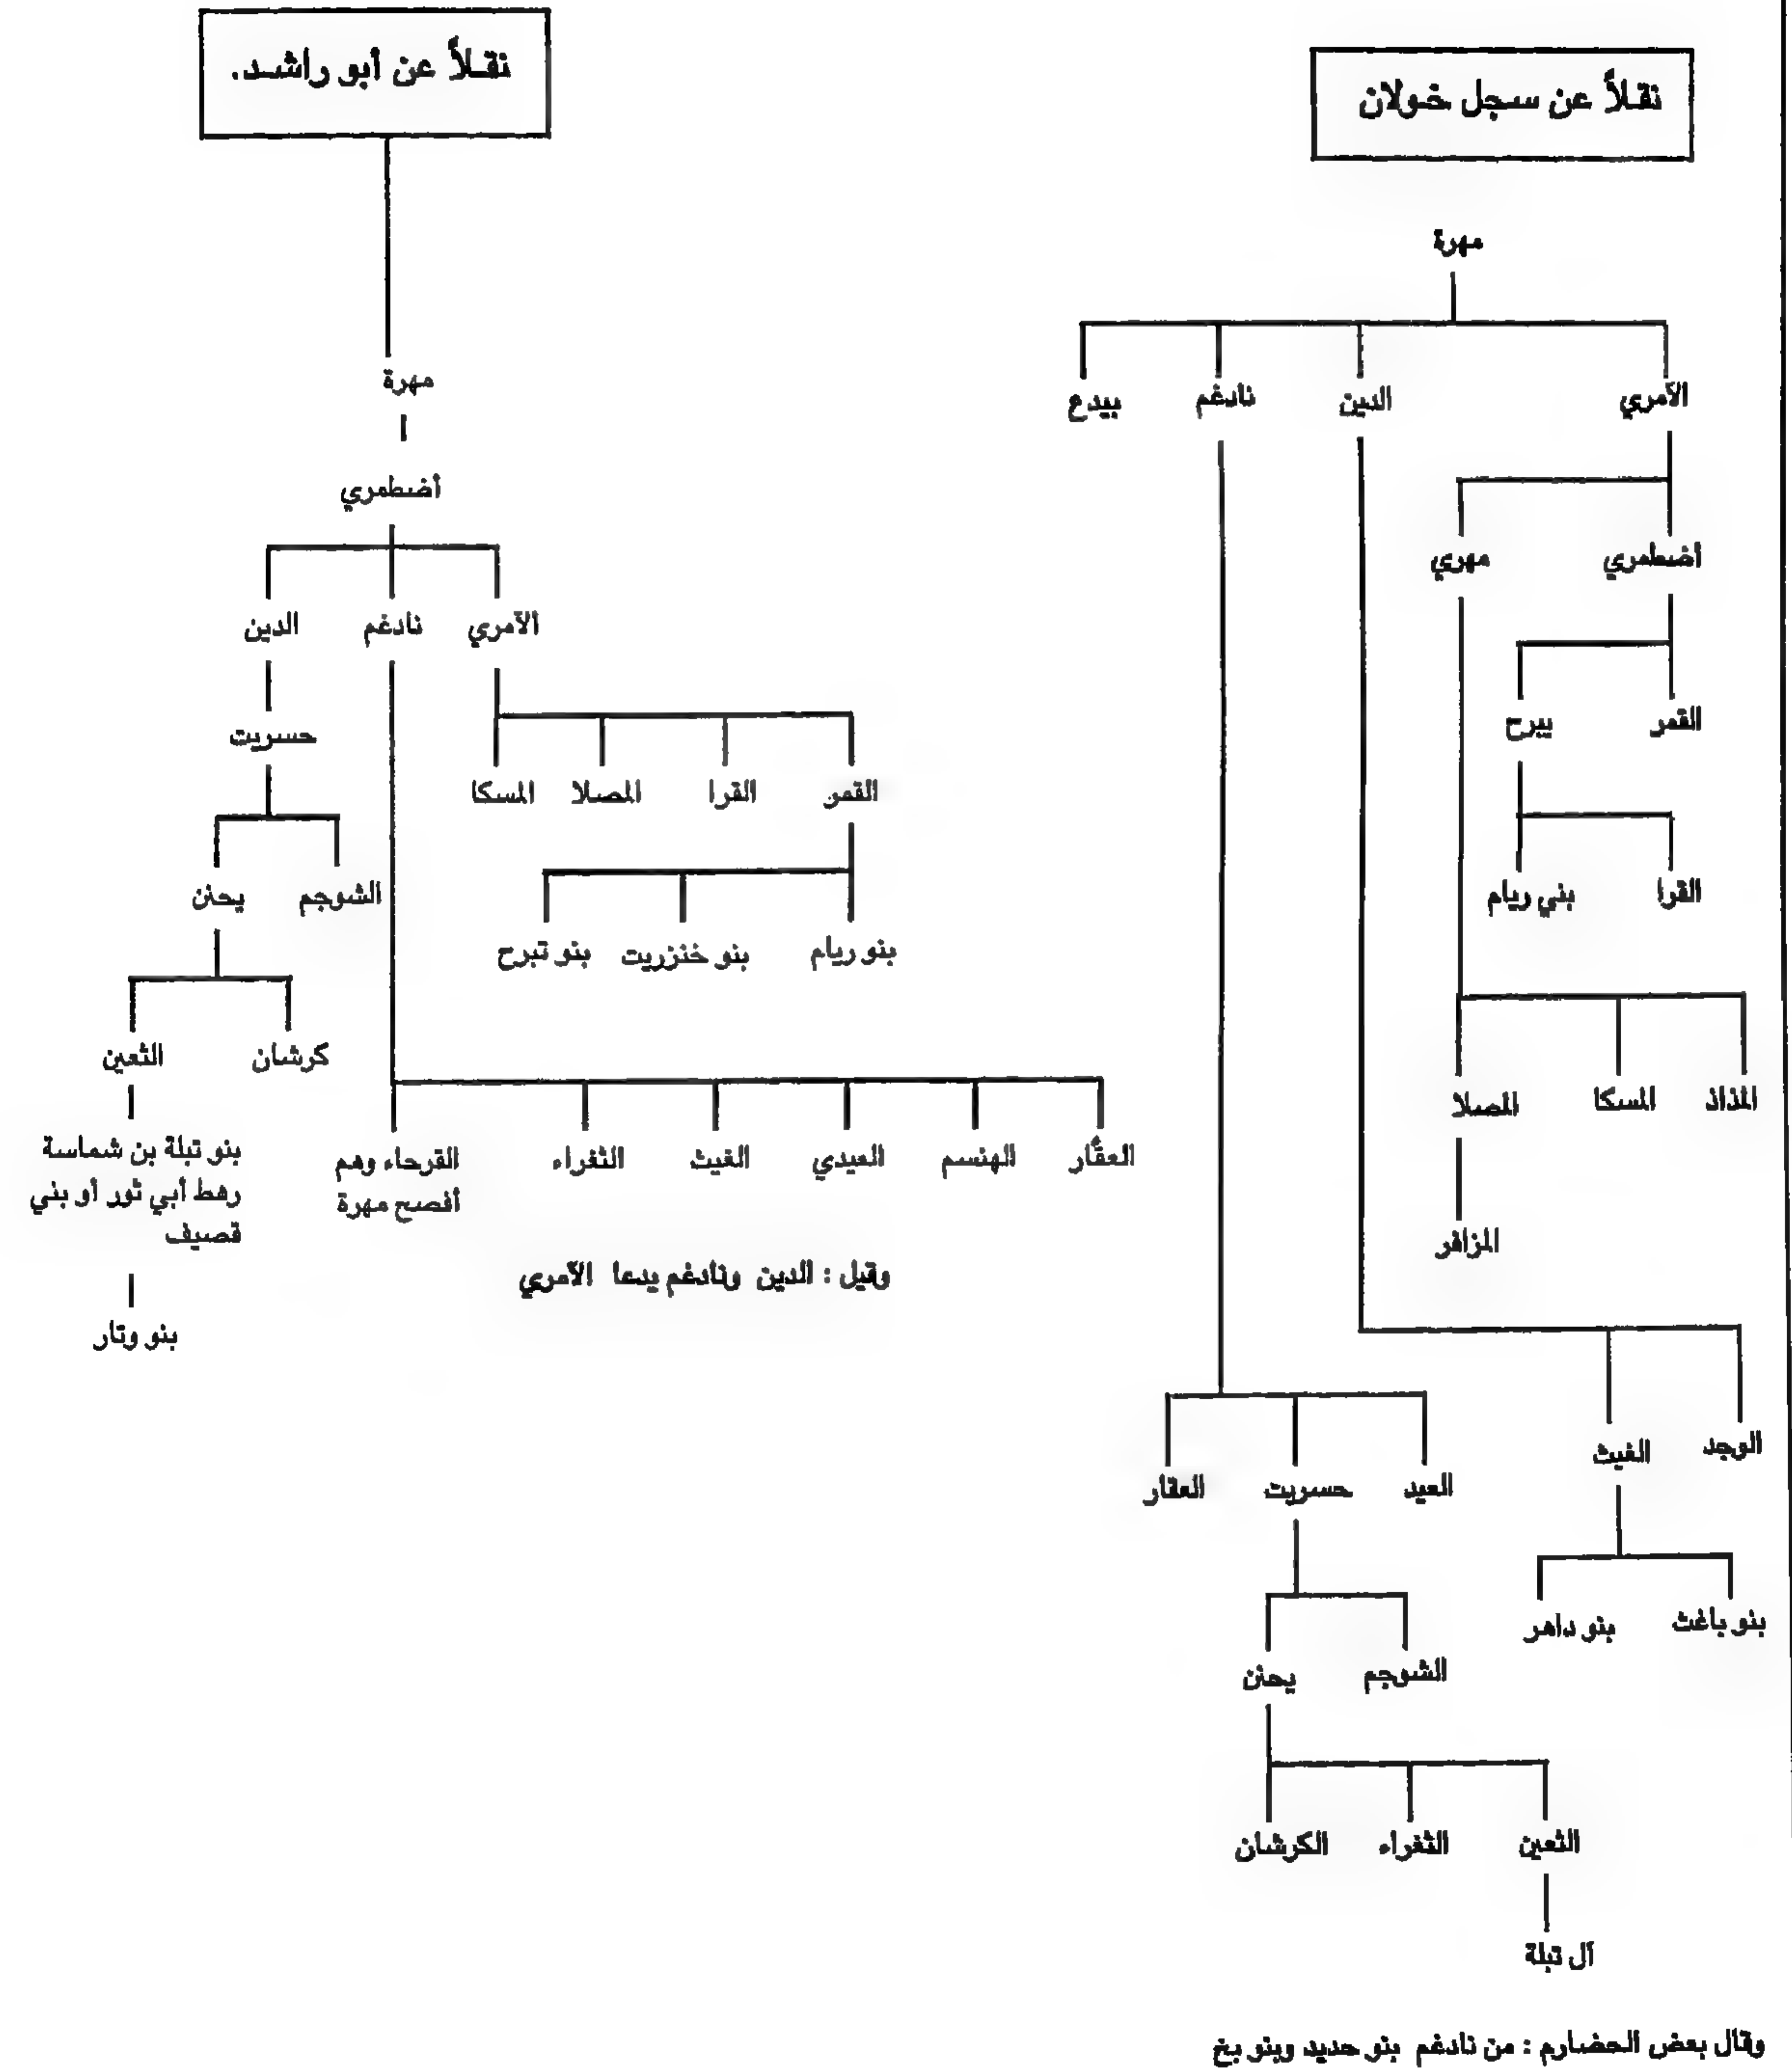 نقلاً عن سجل خولان
مهرة
الآمري
الدين
نادغم
بيدع
اضطمري
مهري
القمر
يبرح
القرا
بني ريام
المذاذ
المسكا
المصلا
المزافر
الوجد
الغيث
بنو باغث
بنو داهر
العيد
حسريت
العقار
الشوجم
يحنن
الثعين
الثغراء
الكرشان
آل تبلة
وقال بعض الحضارم : من نادغم بنو حديد وبنو بخ
نقلاً عن أبو راشد.
مهرة
أضطمري
الآمري
نادغم
الدين
القمر
القرا
المصلا
المسكا
حسريت
بنو ريام
بنو خنزريت
بنو تبرح
الشوجم
يحنن
كرشان
الثعين
العقّار
الهنسم
العيدي
الغيث
الثغراء
القرحاء وهم
أفصح مهرة
بنو تبلة بن شماسة
رهط أبي ثور أو بني
قصيف
بنو وتار
وقيل : الدين ونادغم يدعا الآمري